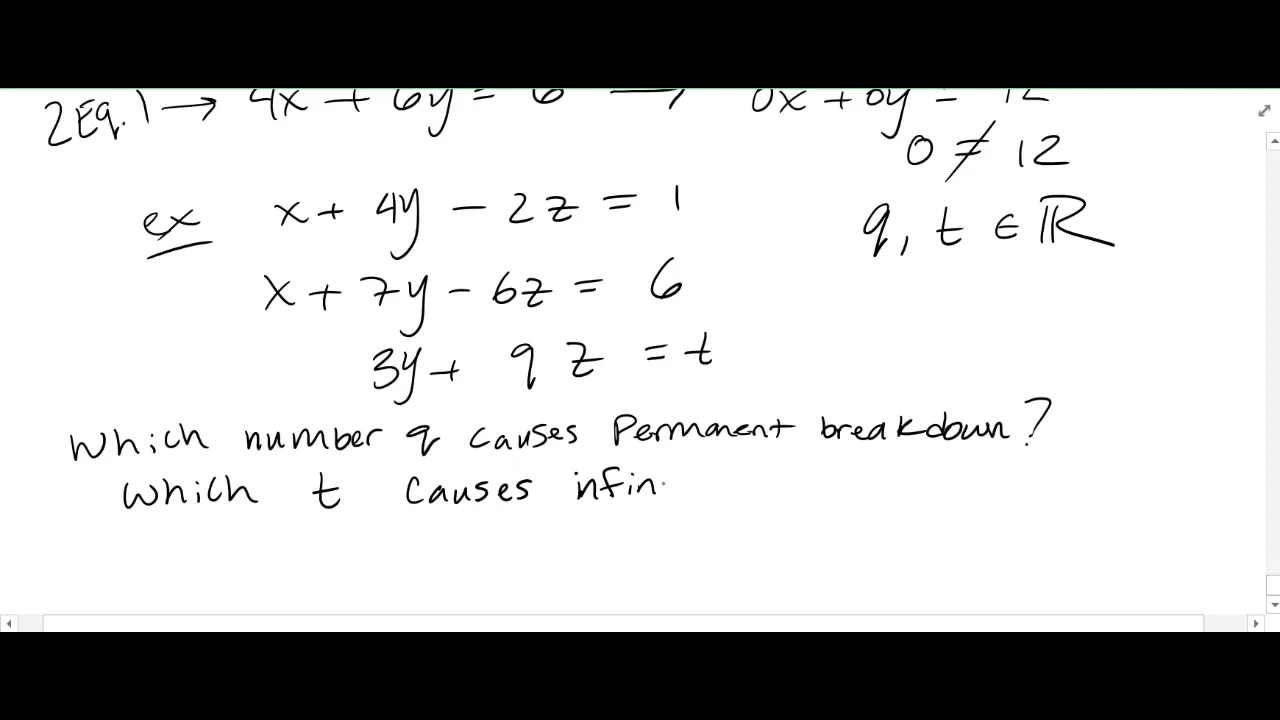 2Eq.1 → 4x + 6y = 6 → 0x + 0y = 12
0 ≠ 12
ex x + 4y - 2z = 1 q, t ∈ ℝ
x + 7y - 6z = 6
3y + q z = t
Which number q causes Permanent breakdown?
which t causes infin